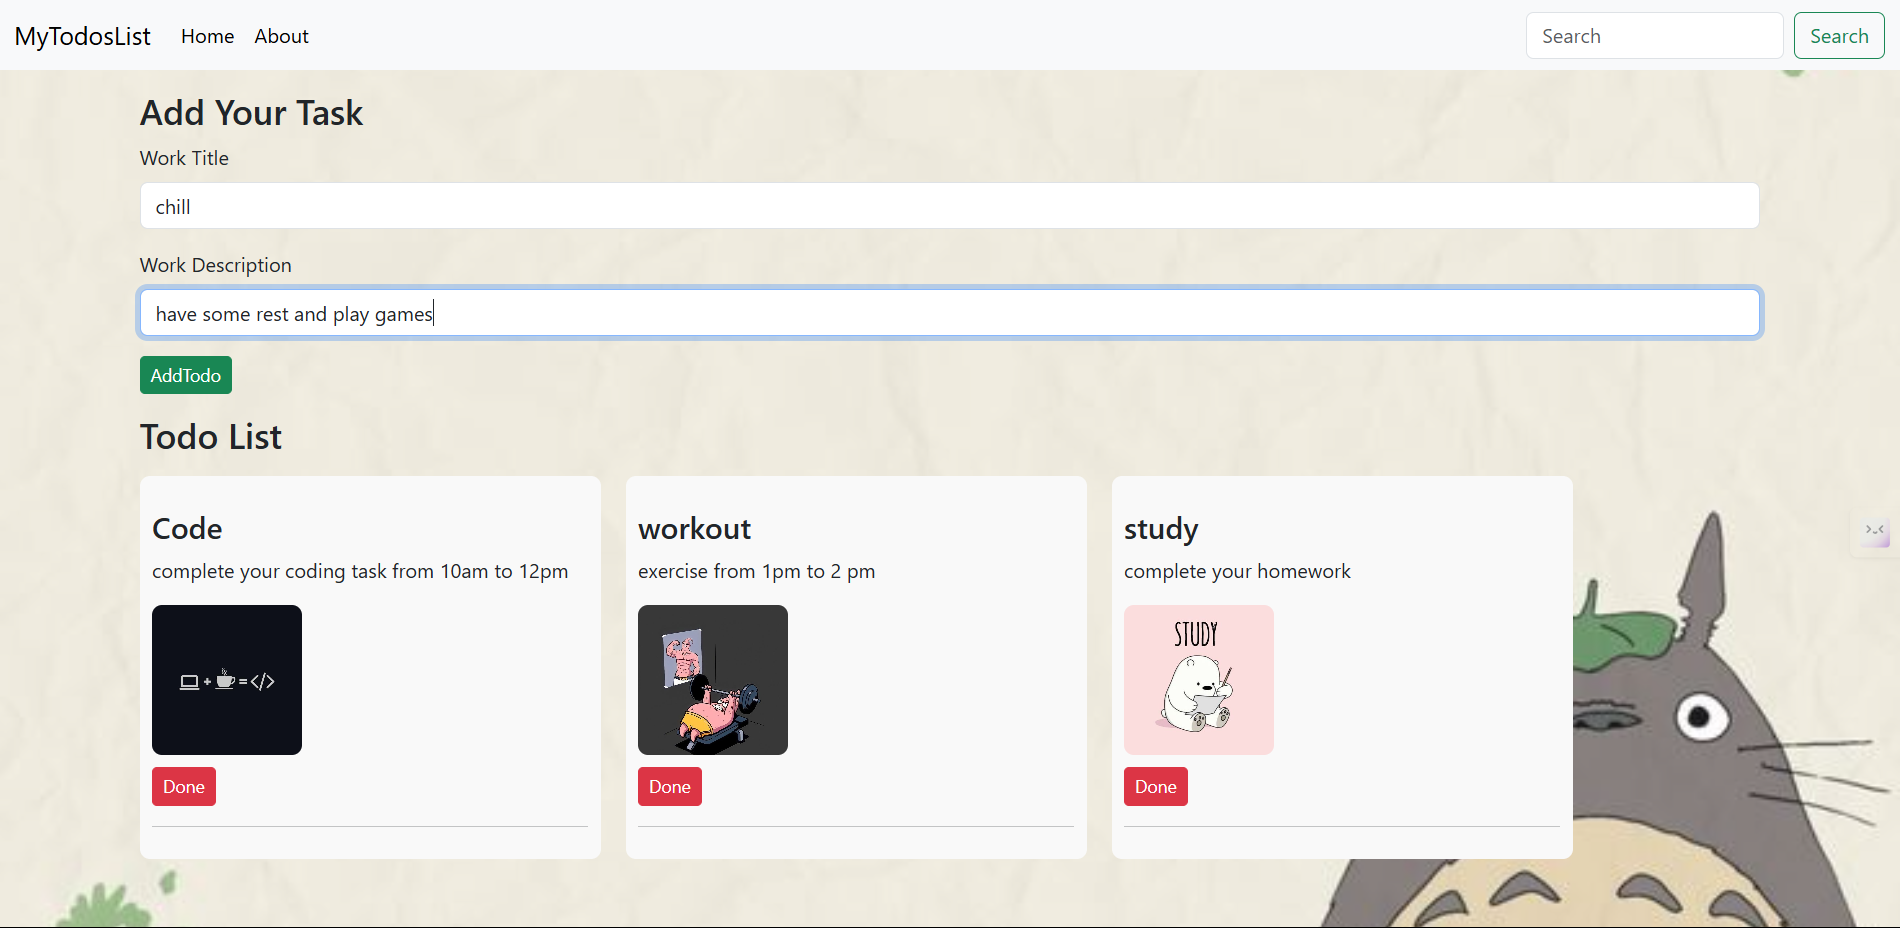 MyTodosList Home About Search Search
Add Your Task
Work Title
chill
Work Description
have some rest and play games
AddTodo
Todo List
Code
complete your coding task from 10am to 12pm
+ = </>
Done
workout
exercise from 1pm to 2 pm
Done
study
complete your homework
STUDY
Done